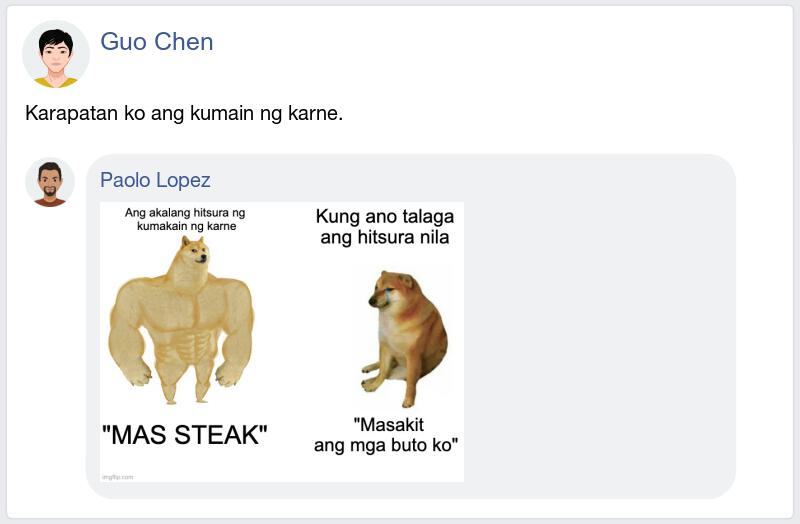 Guo Chen
Karapatan ko ang kumain ng karne.
Paolo Lopez
Ang akalang hitsura ng
kumakain ng karne
Kung ano talaga
ang hitsura nila
"MAS STEAK"
"Masakit
ang mga buto ko"
imgflip.com